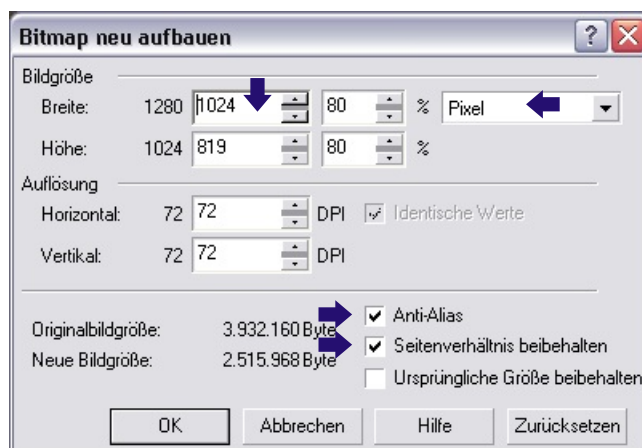 Bitmap neu aufbauen
Bildgröße
Breite: 1280 1024 80 % Pixel
Höhe: 1024 819 80 %
Auflösung
Horizontal: 72 72 DPI Identische Werte
Vertikal: 72 72 DPI
Anti-Alias
Originalbildgröße: 3.932.160 Byte
Seitenverhältnis beibehalten
Neue Bildgröße: 2.515.968 Byte
Ursprüngliche Größe beibehalten
OK Abbrechen Hilfe Zurücksetzen